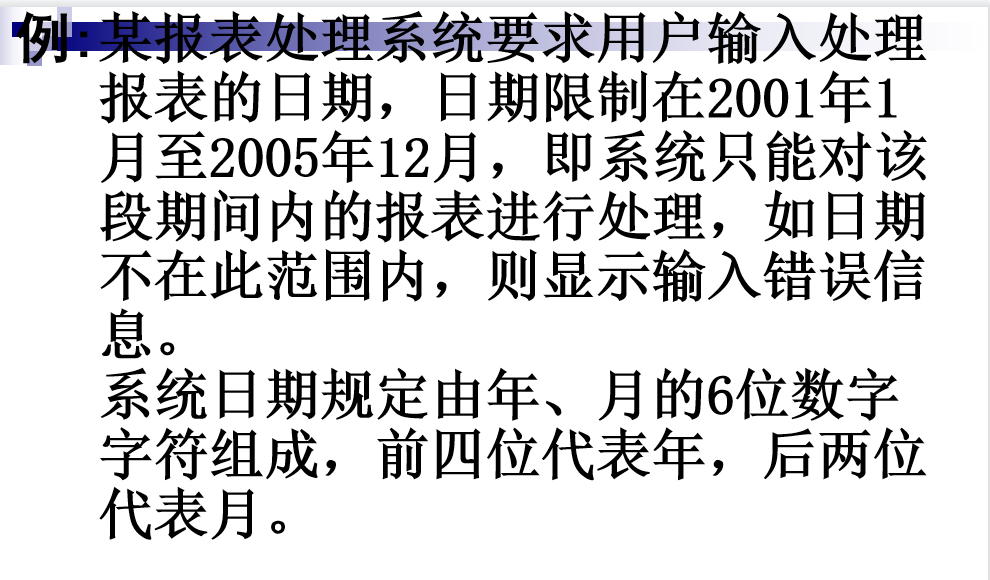 例:某报表处理系统要求用户输入处理
报表的日期，日期限制在2001年1
月至2005年12月，即系统只能对该
段期间内的报表进行处理，如日期
不在此范围内，则显示输入错误信
息。
系统日期规定由年、月的6位数字
字符组成，前四位代表年，后两位
代表月。